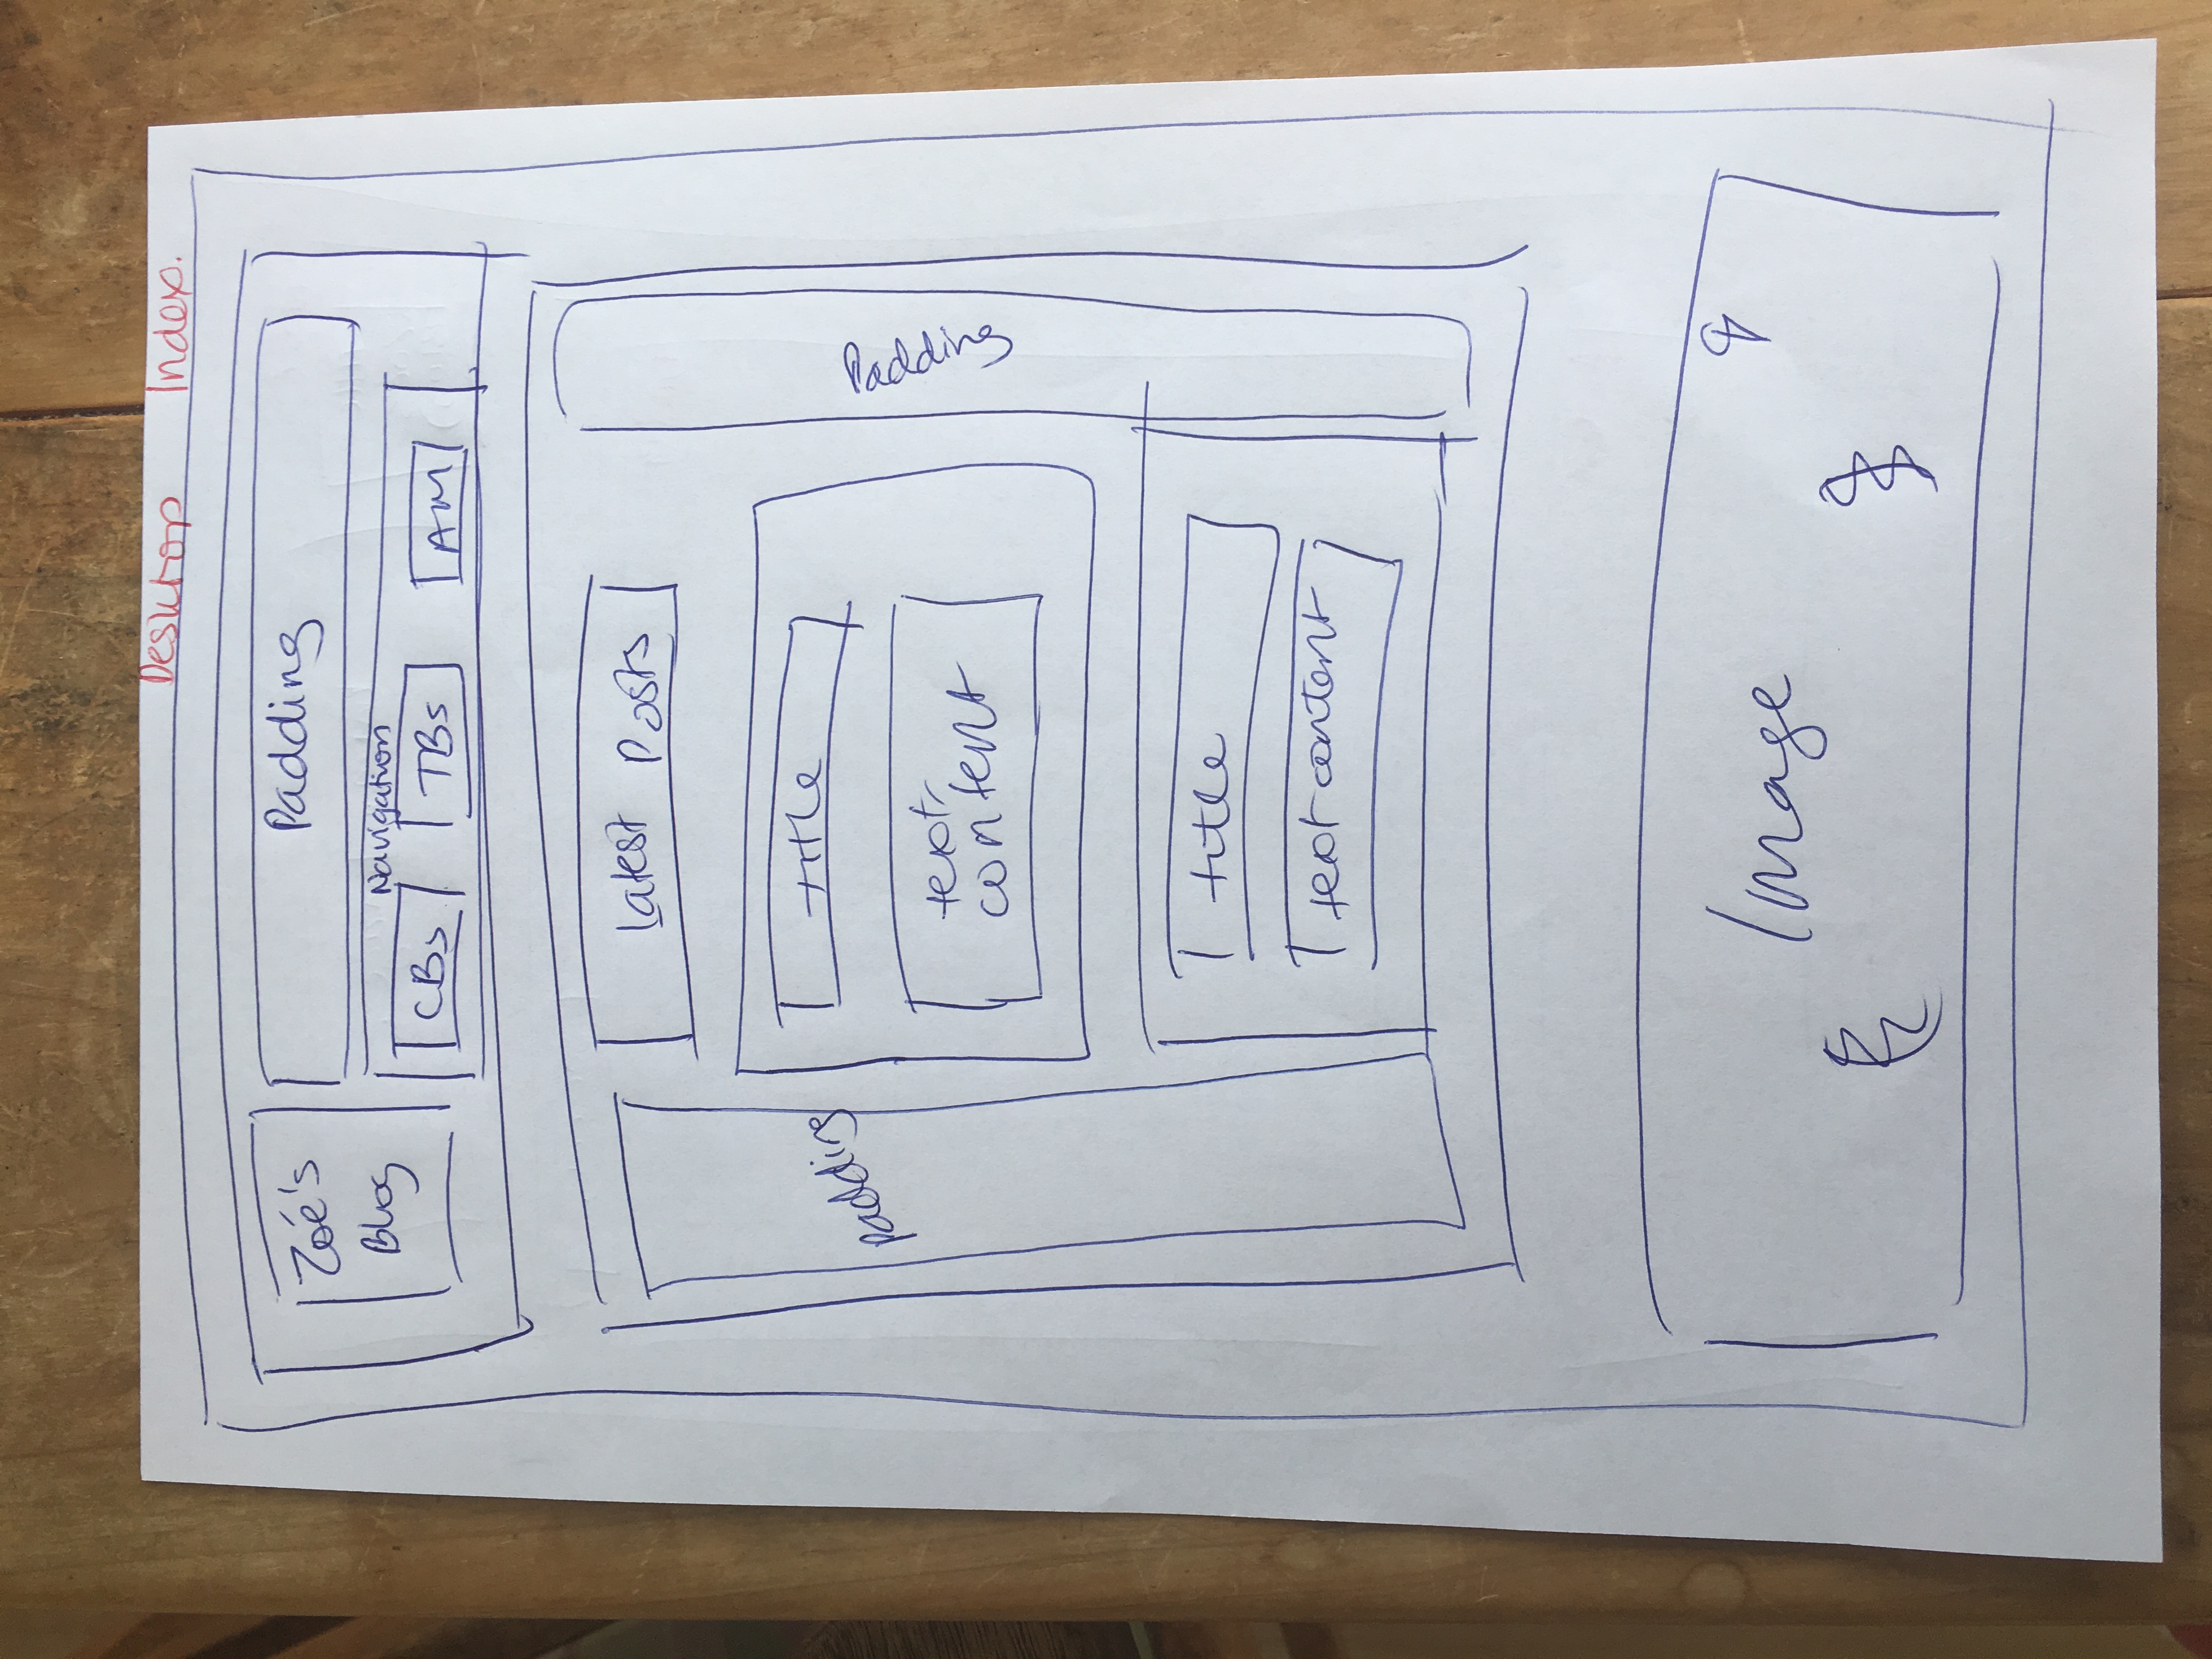 Desktop Index.
Zoé's
Blog
Padding
Navigation
CBs TBs AM
Latest Posts
Padding
Padding
title
text
content
title
text content
Image